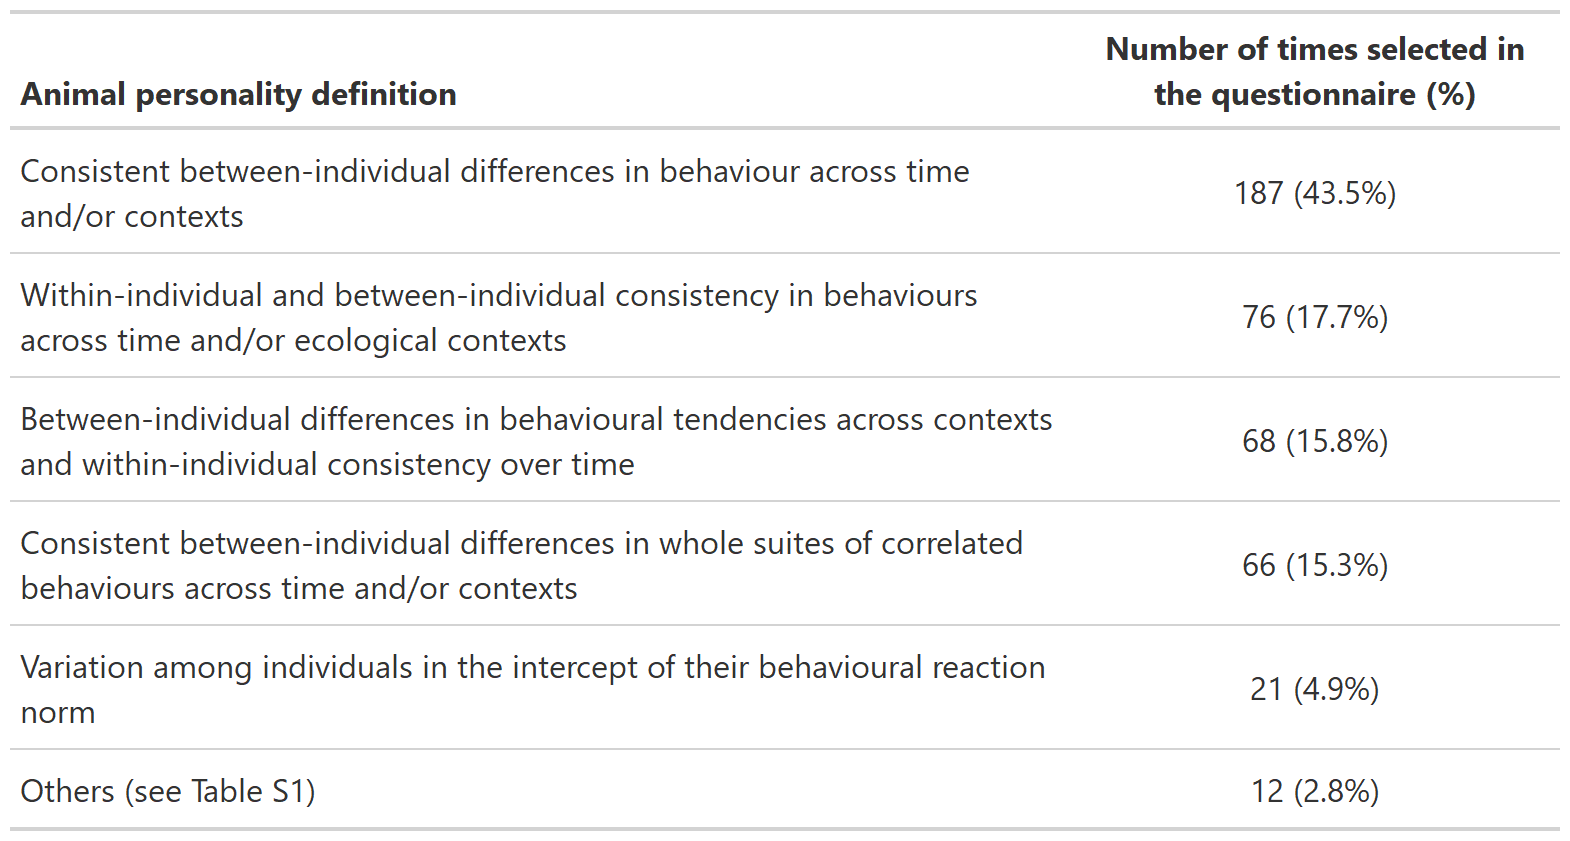 Number of times selected in
Animal personality definition
the questionnaire (%)
Consistent between-individual differences in behaviour across time
and/or contexts
187 (43.5%)
Within-individual and between-individual consistency in behaviours
across time and/or ecological contexts
76 (17.7%)
Between-individual differences in behavioural tendencies across contexts
and within-individual consistency over time
68 (15.8%)
Consistent between-individual differences in whole suites of correlated
behaviours across time and/or contexts
66 (15.3%)
Variation among individuals in the intercept of their behavioural reaction
norm
21 (4.9%)
Others (see Table S1)
12 (2.8%)